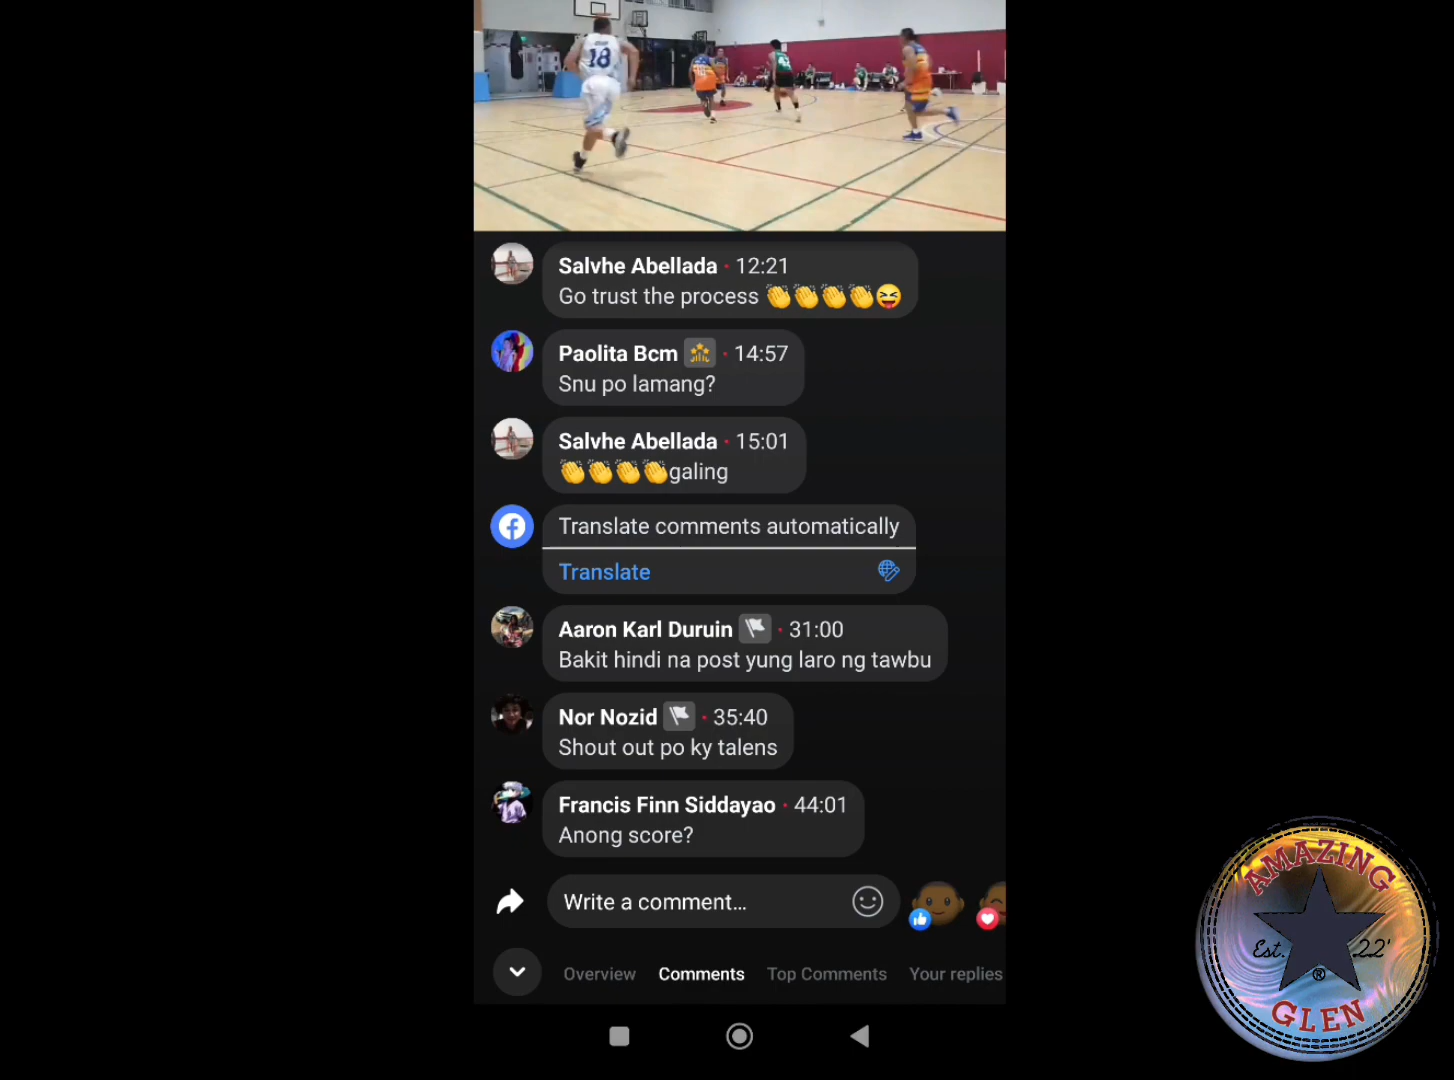 18
Salvhe Abellada · 12:21
Go trust the process 👏👏👏👏😝
Paolita Bcm · 14:57
Snu po lamang?
Salvhe Abellada · 15:01
👏👏👏👏galing
Translate comments automatically
Translate
Aaron Karl Duruin · 31:00
Bakit hindi na post yung laro ng tawbu
Nor Nozid · 35:40
Shout out po ky talens
Francis Finn Siddayao · 44:01
Anong score?
Write a comment...
Overview Comments Top Comments Your replies
AMAZING
Est. 22'
®
GLEN